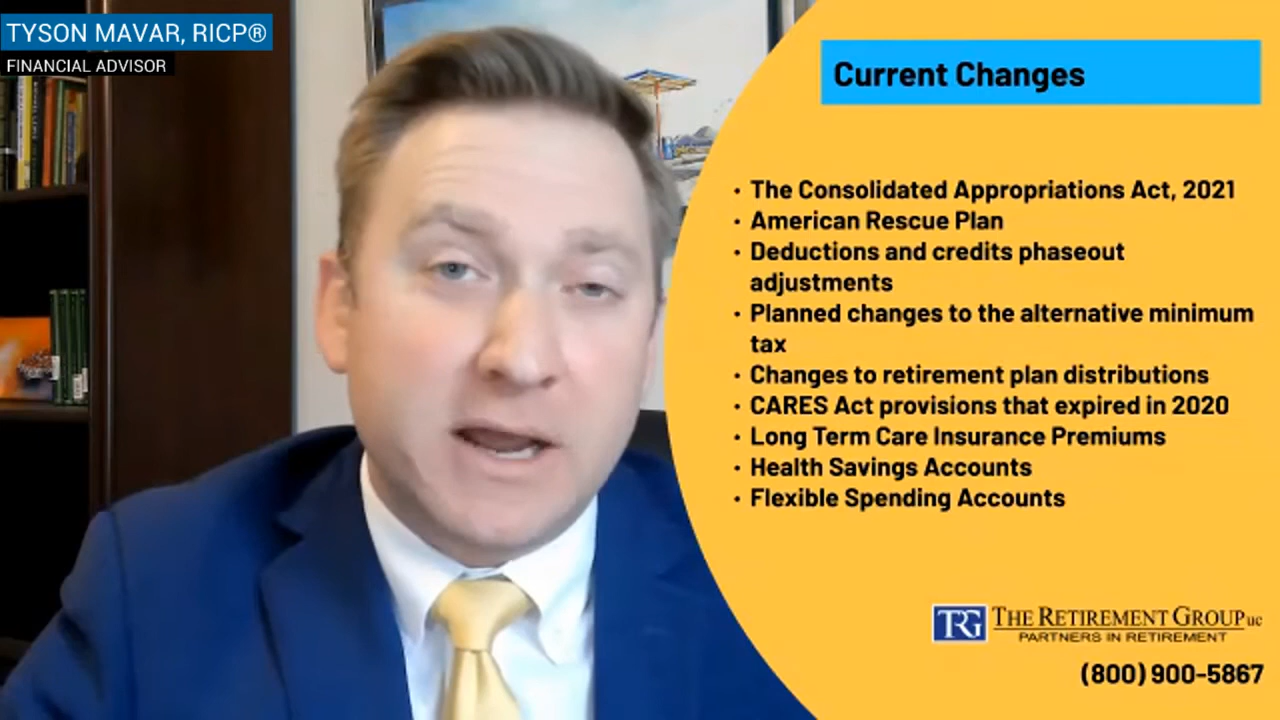 TYSON MAVAR, RICP®
FINANCIAL ADVISOR
Current Changes
• The Consolidated Appropriations Act, 2021
• American Rescue Plan
• Deductions and credits phaseout
adjustments
• Planned changes to the alternative minimum
tax
• Changes to retirement plan distributions
• CARES Act provisions that expired in 2020
• Long Term Care Insurance Premiums
• Health Savings Accounts
• Flexible Spending Accounts
TRG THE RETIREMENT GROUP LLC
PARTNERS IN RETIREMENT
(800) 900-5867